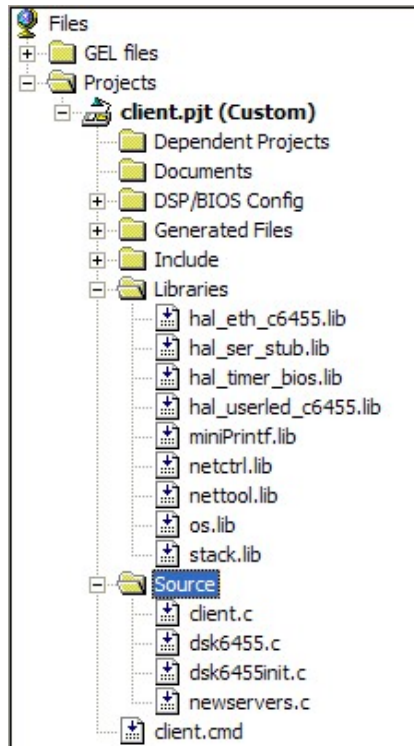 Files
GEL files
Projects
client.pjt (Custom)
Dependent Projects
Documents
DSP/BIOS Config
Generated Files
Include
Libraries
hal_eth_c6455.lib
hal_ser_stub.lib
hal_timer_bios.lib
hal_userled_c6455.lib
miniPrintf.lib
netctrl.lib
nettool.lib
os.lib
stack.lib
Source
client.c
dsk6455.c
dsk6455init.c
newservers.c
client.cmd